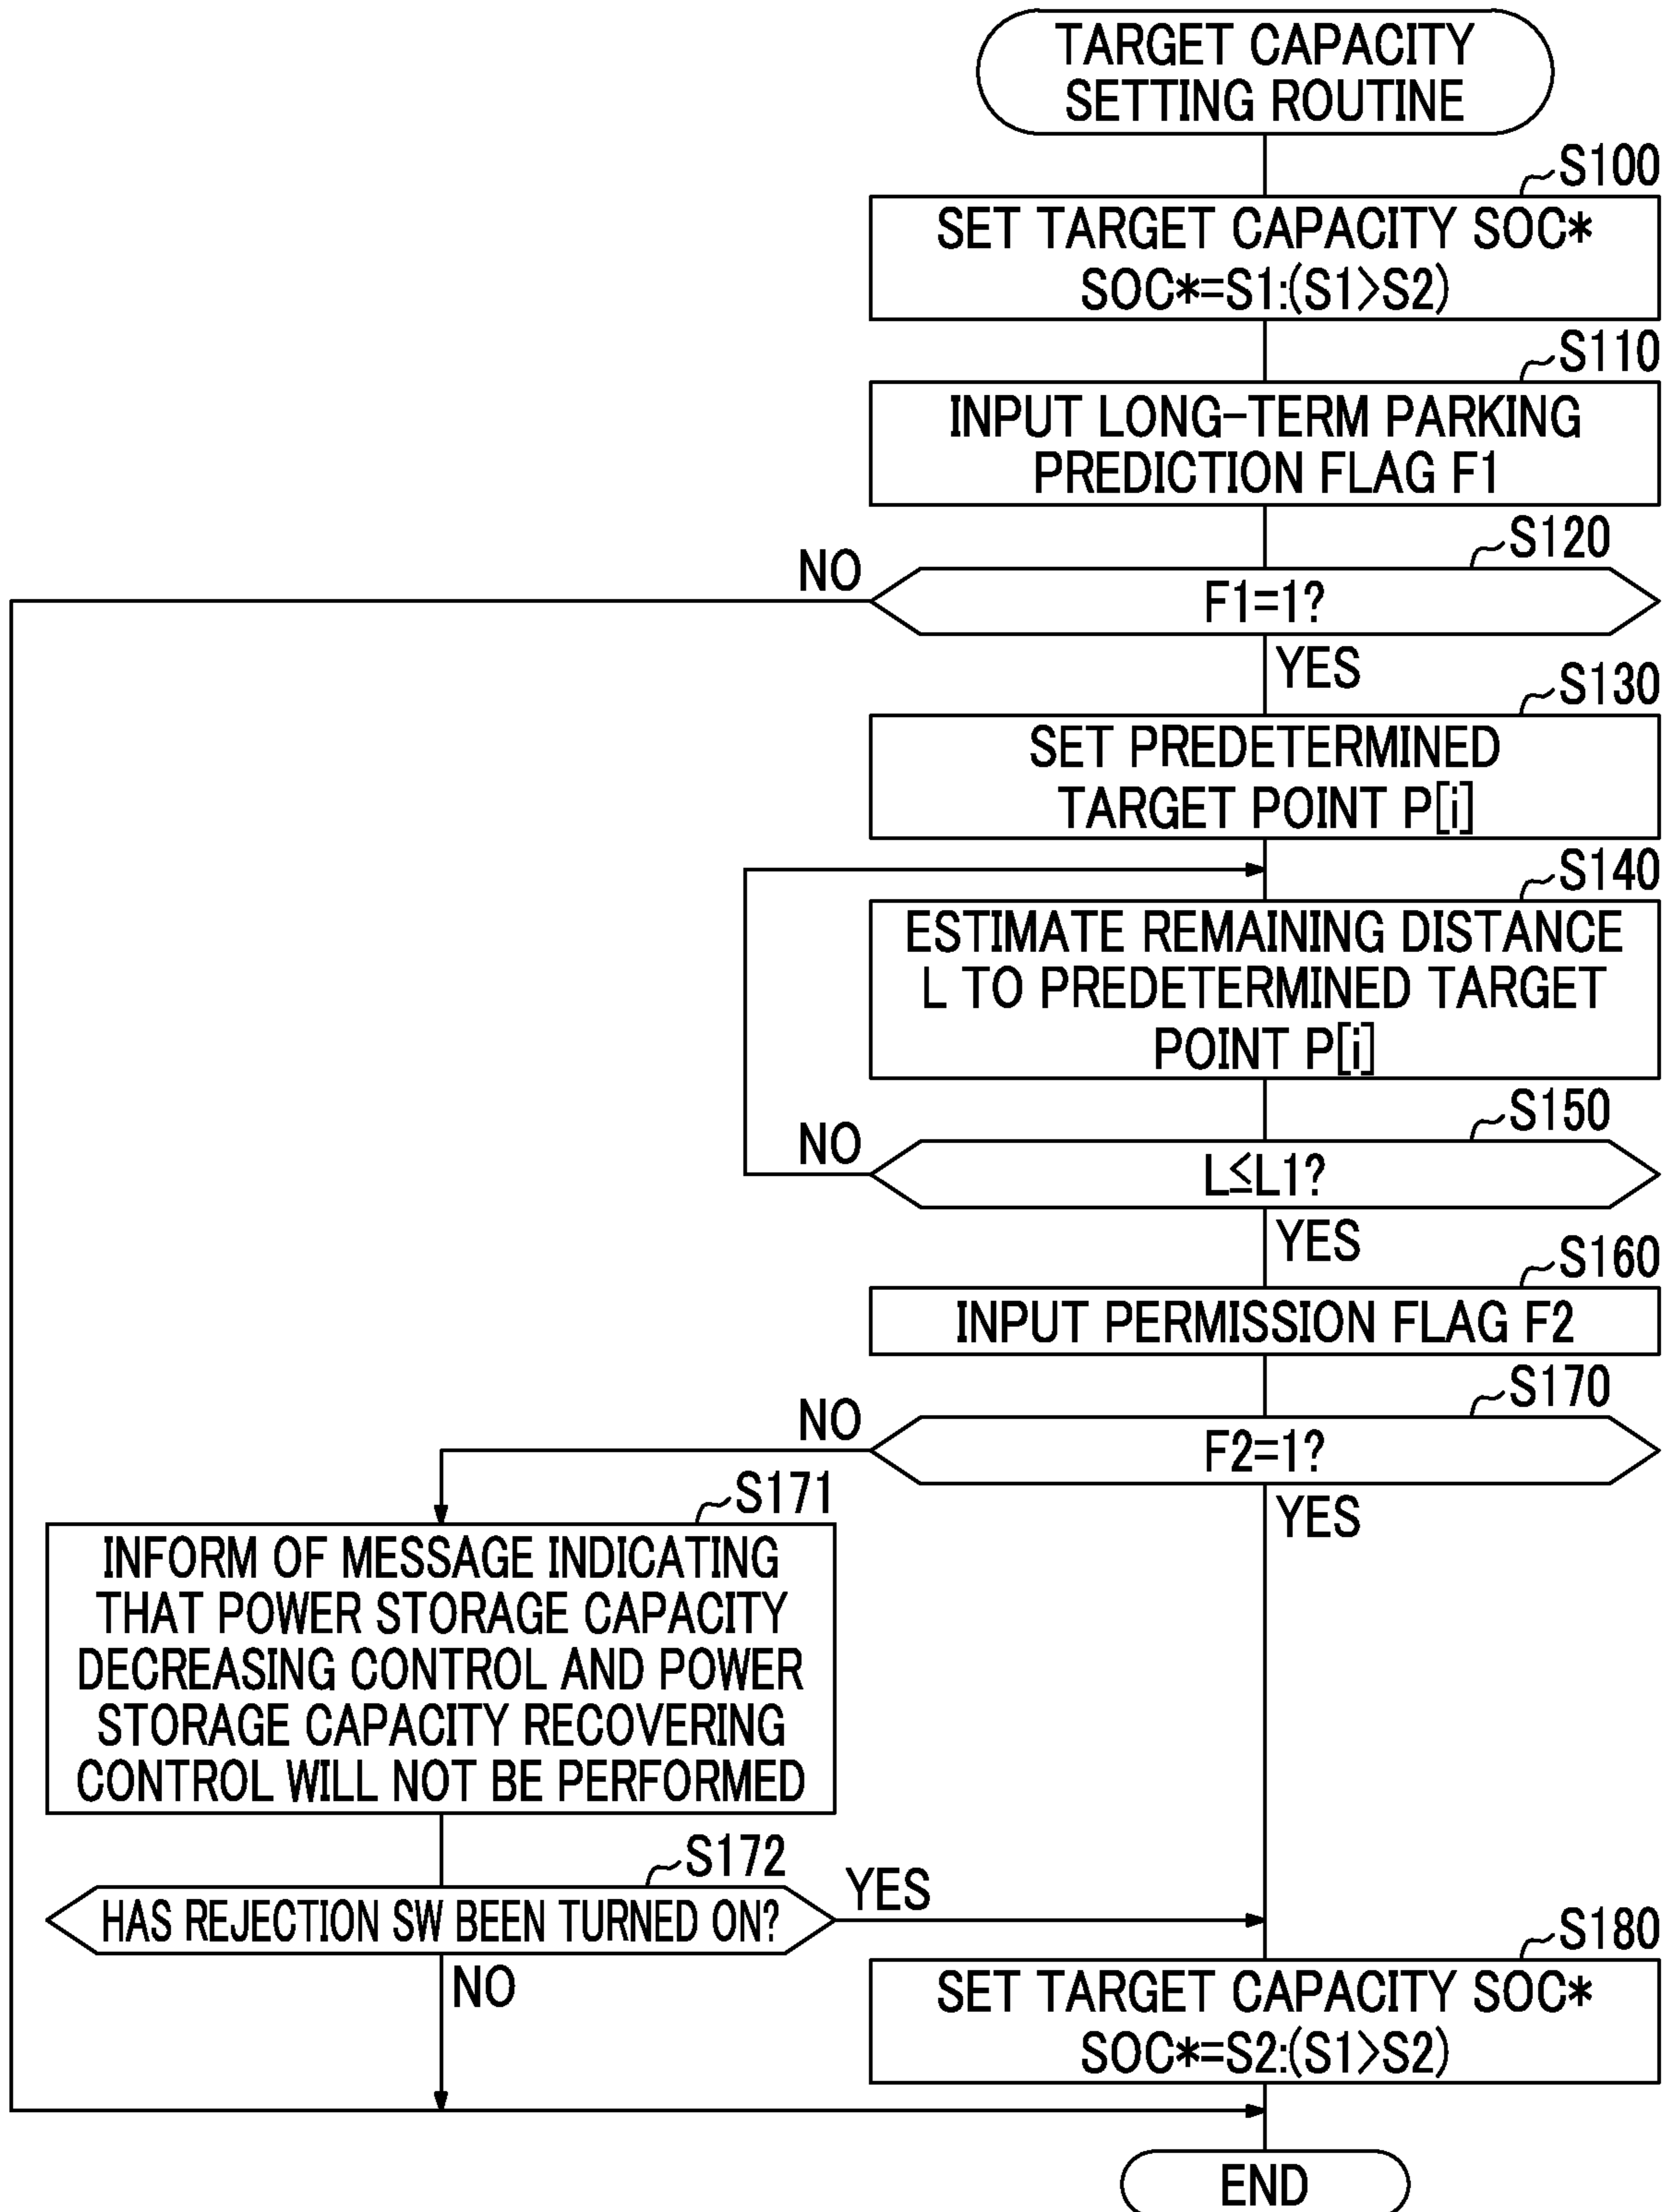 TARGET CAPACITY
SETTING ROUTINE
S100
SET TARGET CAPACITY SOC*
SOC*=S1:(S1>S2)
S110
INPUT LONG-TERM PARKING
PREDICTION FLAG F1
S120
NO
F1=1?
YES
S130
SET PREDETERMINED
TARGET POINT P[i]
S140
ESTIMATE REMAINING DISTANCE
L TO PREDETERMINED TARGET
POINT P[i]
S150
NO
L≦L1?
YES
S160
INPUT PERMISSION FLAG F2
S170
NO
F2=1?
YES
S171
INFORM OF MESSAGE INDICATING
THAT POWER STORAGE CAPACITY
DECREASING CONTROL AND POWER
STORAGE CAPACITY RECOVERING
CONTROL WILL NOT BE PERFORMED
S172
HAS REJECTION SW BEEN TURNED ON?
YES
NO
S180
SET TARGET CAPACITY SOC*
SOC*=S2:(S1>S2)
END